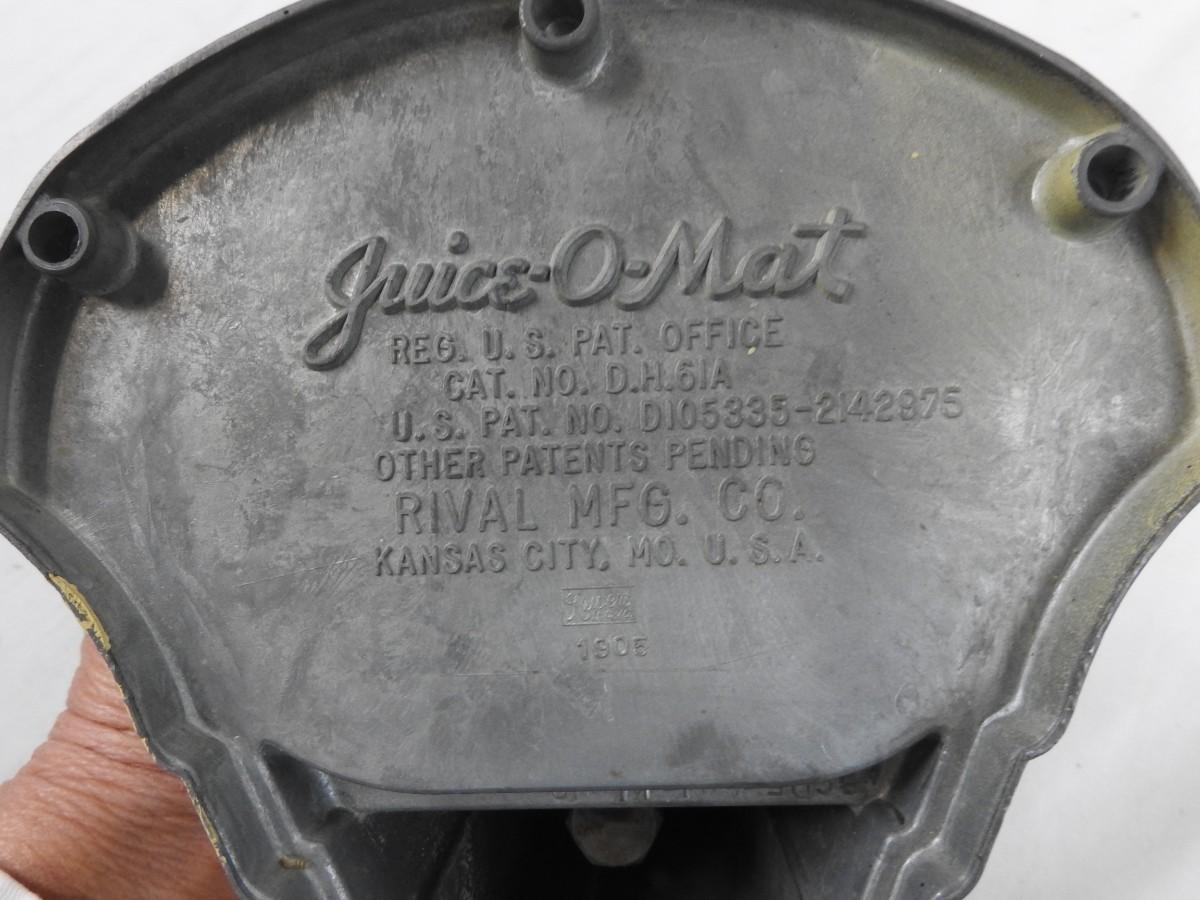 Juice-O-Mat
REG. U. S. PAT. OFFICE
CAT. NO. D.H.61A
U. S. PAT. NO. D105335-2142975
OTHER PATENTS PENDING
RIVAL MFG. CO.
KANSAS CITY, MO. U. S. A.
1905